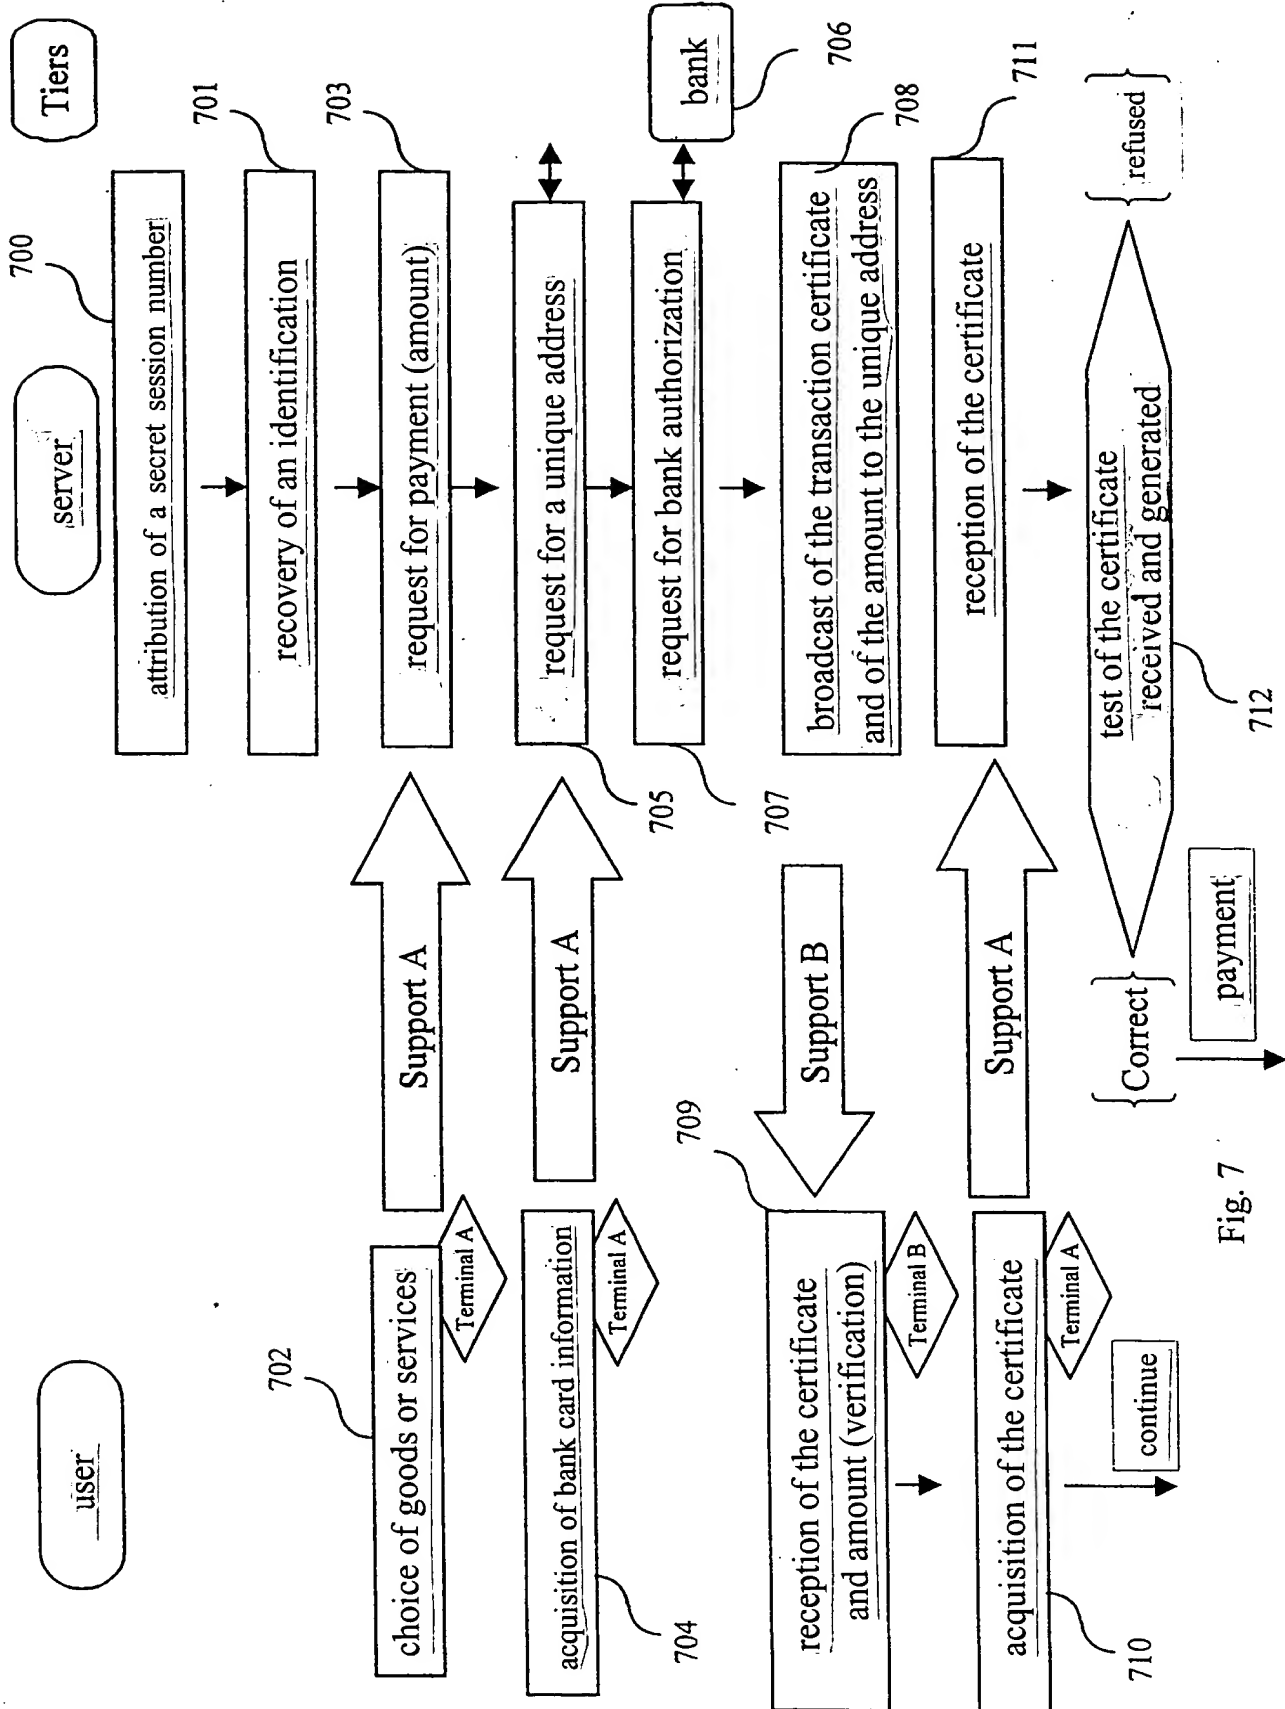 user
server
Tiers
700
attribution of a secret session number
701
recovery of an identification
702
choice of goods or services
Terminal A
Support A
703
request for payment (amount)
704
acquisition of bank card information
Terminal A
Support A
705
request for a unique address
706
bank
707
request for bank authorization
708
broadcast of the transaction certificate
and of the amount to the unique address
Support B
709
reception of the certificate
and amount (verification)
Terminal B
710
acquisition of the certificate
Terminal A
Support A
711
reception of the certificate
continue
712
test of the certificate
received and generated
{Correct}
{refused}
payment
Fig. 7